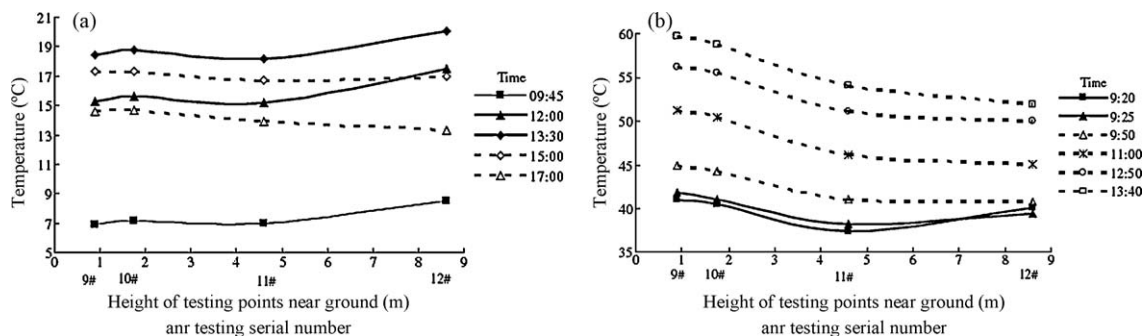 (a)
21
19
17
15
13
11
9
7
5
Temperature (°C)
0 1 2 3 4 5 6 7 8 9
9# 10# 11# 12#
Height of testing points near ground (m)
anr testing serial number
Time
09:45
12:00
13:30
15:00
17:00
(b)
60
55
50
45
40
35
Temperature (°C)
0 1 2 3 4 5 6 7 8 9
9# 10# 11# 12#
Height of testing points near ground (m)
anr testing serial number
Time
9:20
9:25
9:50
11:00
12:50
13:40